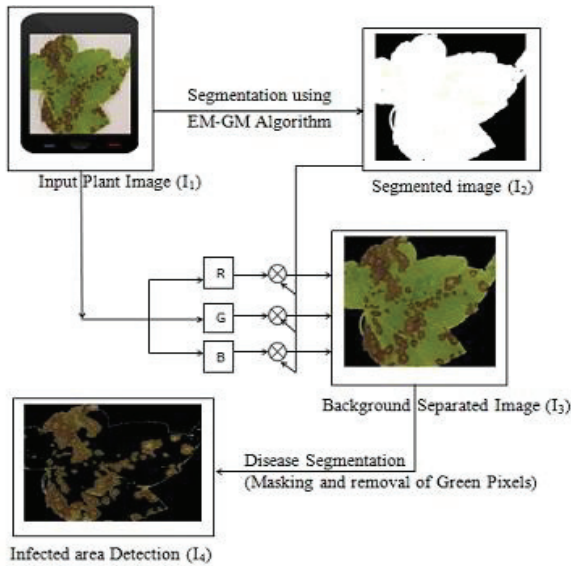 Segmentation using
EM-GM Algorithm
Input Plant Image (I₁)
Segmented image (I₂)
R
G
B
Background Separated Image (I₃)
Disease Segmentation
(Masking and removal of Green Pixels)
Infected area Detection (I₄)